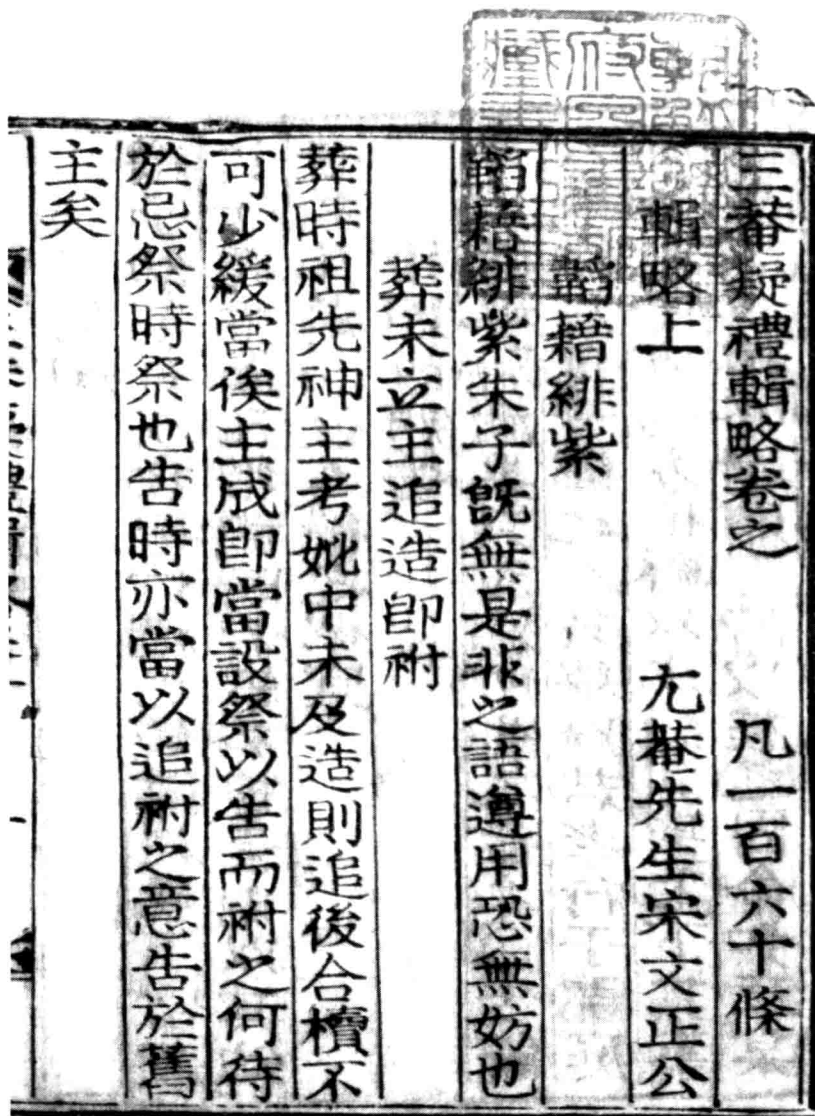 三菴疑禮輯略卷之　凡一百六十條
輯略上　尢菴先生宋文正公
韜藉緋紫
韜藉緋紫朱子旣無是非之語遵用恐無妨也
葬未立主追造卽祔
葬時祖先神主考妣中未及造則追後合櫝不
可少緩當俟主成卽當設祭以告而祔之何待
於忌祭時祭也告時亦當以追祔之意告於舊
主矣